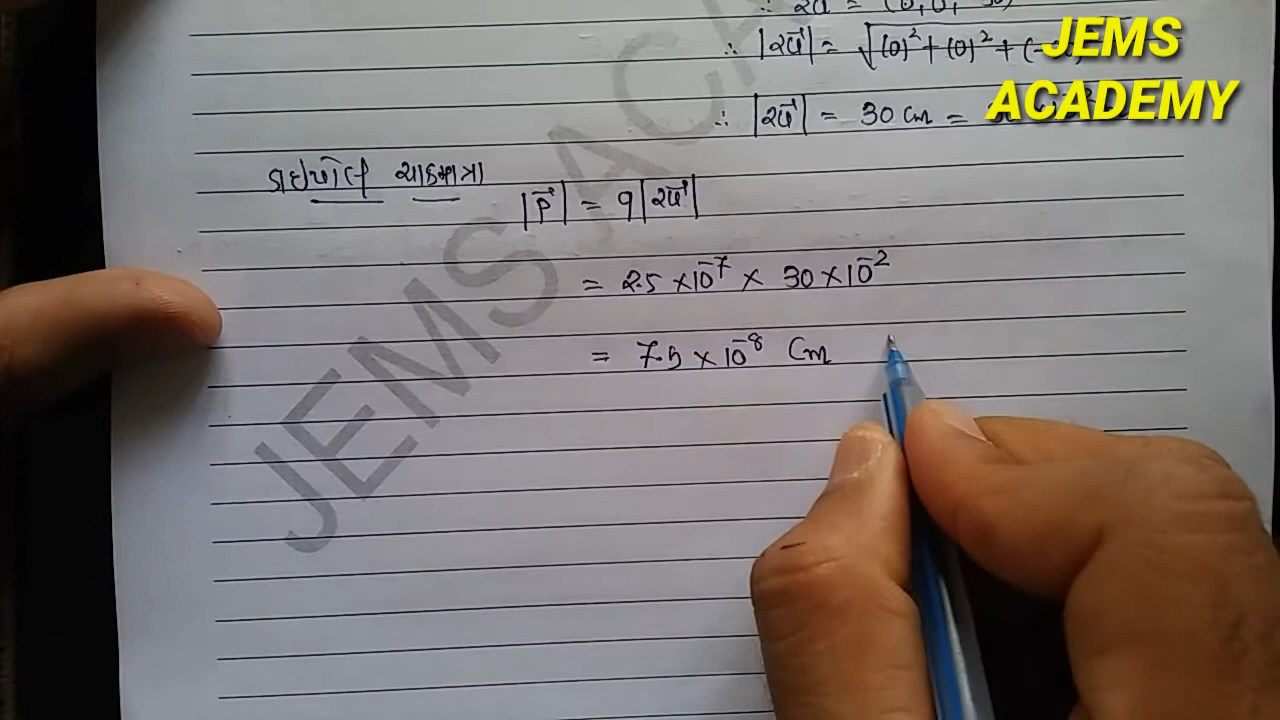 ∴ |2a⃗| = √(0)² + (0)² + (-
JEMS
ACADEMY
∴ |2a⃗| = 30 cm =
ડાઇપોલ ચાકમાત્રા
|p⃗| = q|2a⃗|
= 2.5 × 10⁻⁷ × 30 × 10⁻²
= 7.5 × 10⁻⁸ Cm
JEMS ACA